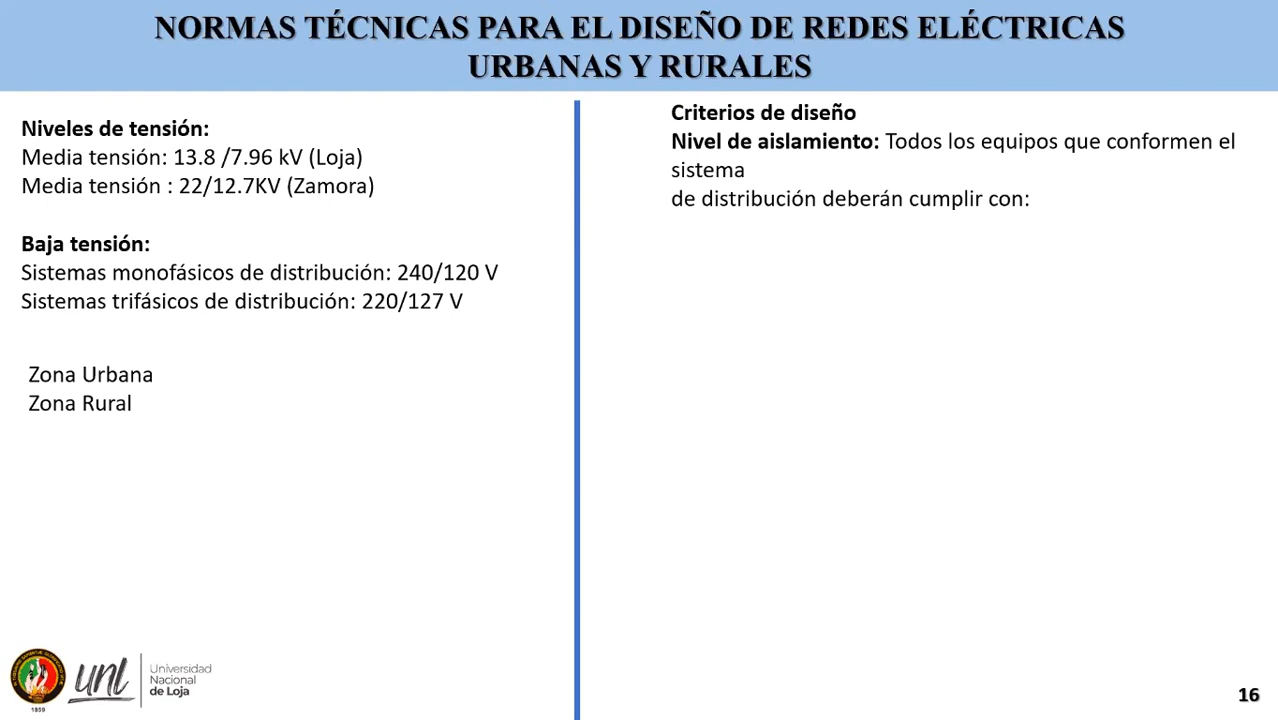 NORMAS TÉCNICAS PARA EL DISEÑO DE REDES ELÉCTRICAS
URBANAS Y RURALES
Niveles de tensión:
Media tensión: 13.8 /7.96 kV (Loja)
Media tensión : 22/12.7KV (Zamora)
Baja tensión:
Sistemas monofásicos de distribución: 240/120 V
Sistemas trifásicos de distribución: 220/127 V
Zona Urbana
Zona Rural
Criterios de diseño
Nivel de aislamiento: Todos los equipos que conformen el
sistema
de distribución deberán cumplir con:
1859
unl
Universidad
Nacional
de Loja
16